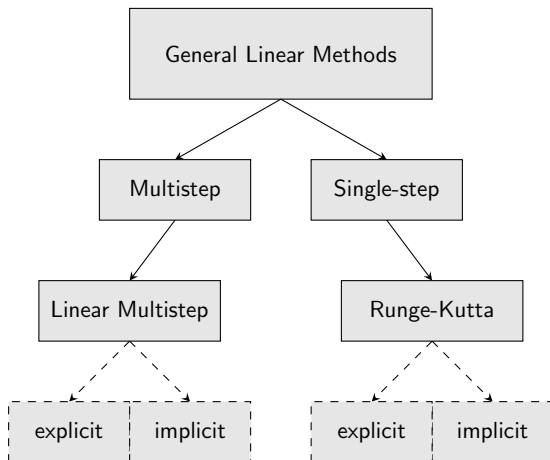 General Linear Methods
Multistep
Single-step
Linear Multistep
Runge-Kutta
explicit
implicit
explicit
implicit